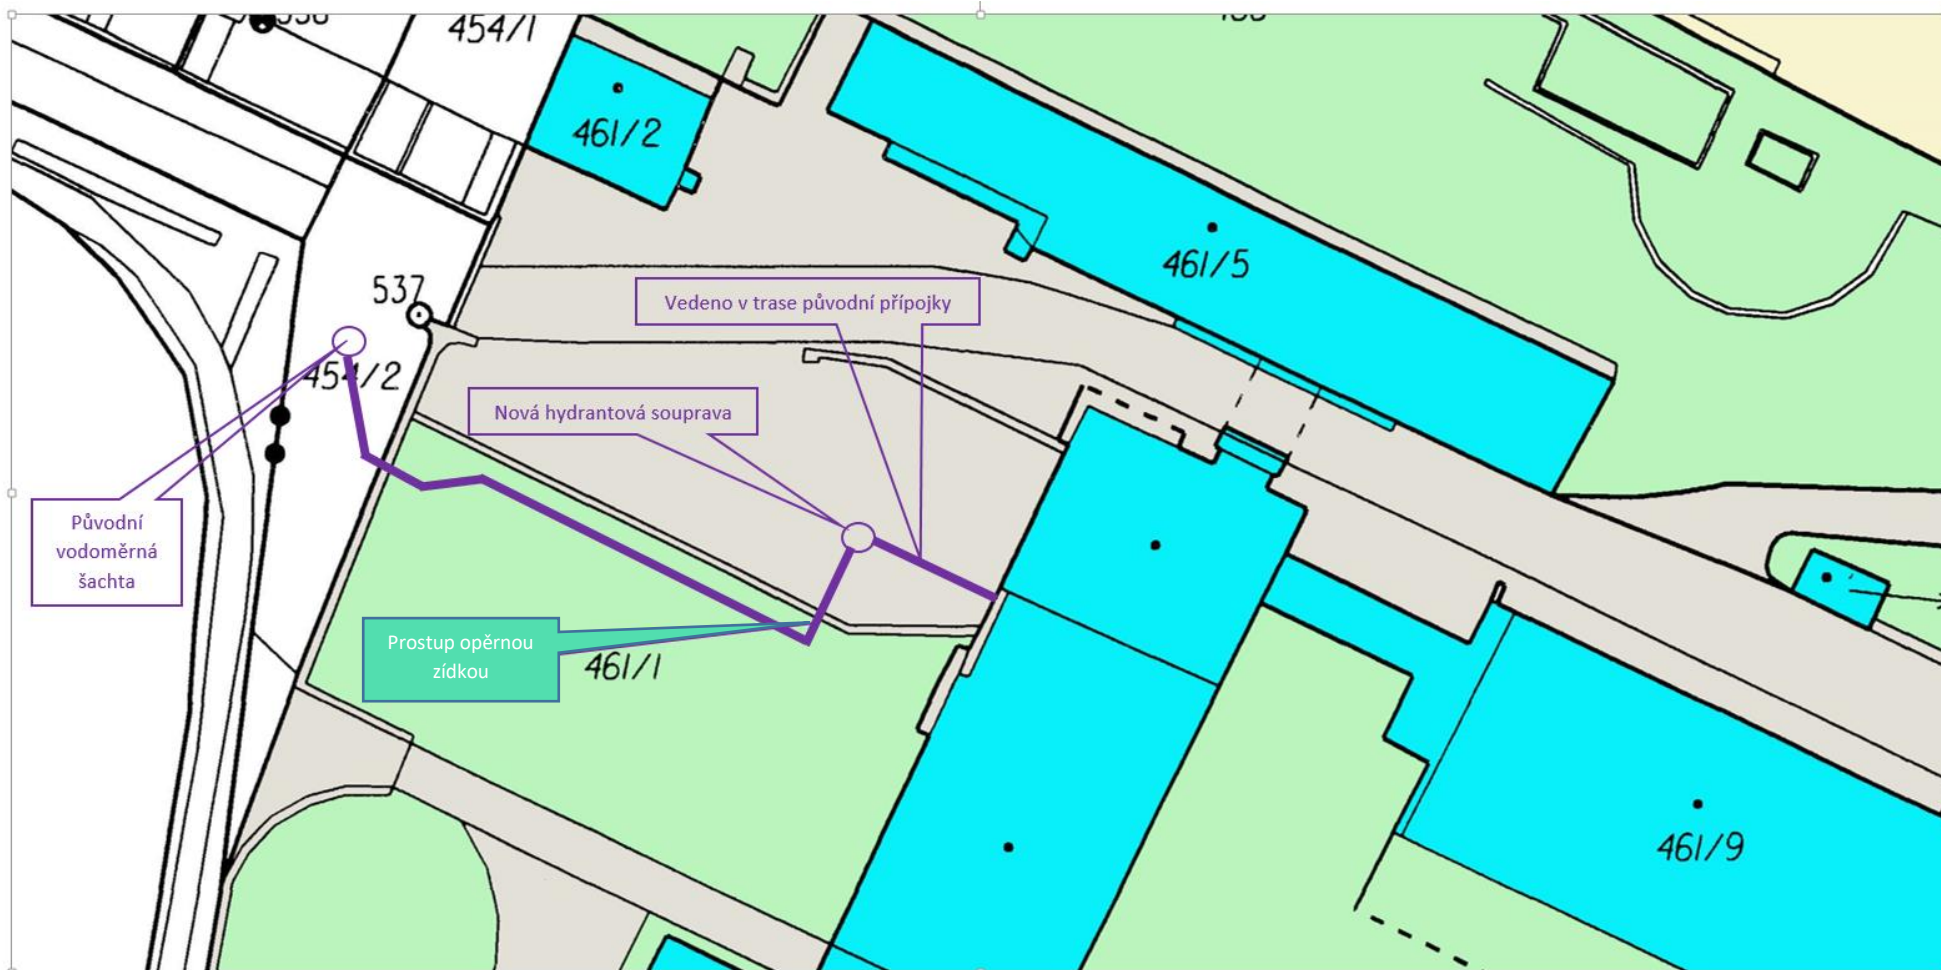 454/1
461/2
461/5
537
Vedeno v trase původní přípojky
454/2
Nová hydrantová souprava
Původní
vodoměrná
šachta
Prostup opěrnou
zídkou
461/1
461/9